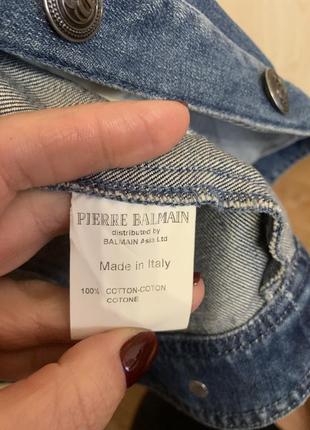 PIERRE BALMAIN
distributed by
BALMAIN Asia Ltd
Made in Italy
100% COTTON-COTON
COTONE